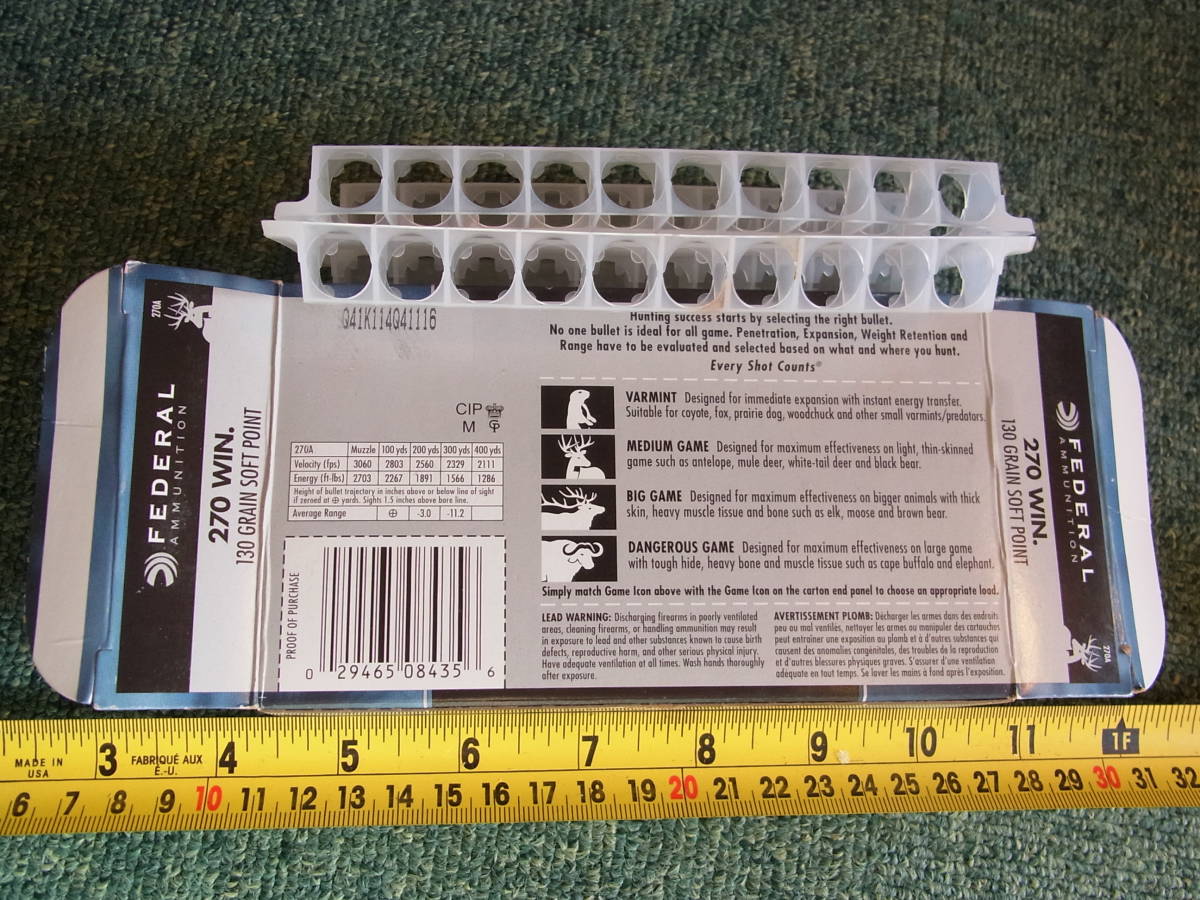 270A
FEDERAL
AMMUNITION
270 WIN.
130 GRAIN SOFT POINT
Q41K114Q41116
CIP
M
270A Muzzle 100 yds 200 yds 300 yds 400 yds
Velocity (fps) 3060 2803 2560 2329 2111
Energy (ft-lbs) 2703 2267 1891 1566 1286
Height of bullet trajectory in inches above or below line of sight
if zeroed at ⊕ yards. Sights 1.5 inches above bore line.
Average Range ⊕ -3.0 -11.2
PROOF OF PURCHASE
0 29465 08435 6
Hunting success starts by selecting the right bullet.
No one bullet is ideal for all game. Penetration, Expansion, Weight Retention and
Range have to be evaluated and selected based on what and where you hunt.
Every Shot Counts®
VARMINT Designed for immediate expansion with instant energy transfer.
Suitable for coyote, fox, prairie dog, woodchuck and other small varmints/predators.
MEDIUM GAME Designed for maximum effectiveness on light, thin-skinned
game such as antelope, mule deer, white-tail deer and black bear.
BIG GAME Designed for maximum effectiveness on bigger animals with thick
skin, heavy muscle tissue and bone such as elk, moose and brown bear.
DANGEROUS GAME Designed for maximum effectiveness on large game
with tough hide, heavy bone and muscle tissue such as cape buffalo and elephant.
Simply match Game Icon above with the Game Icon on the carton end panel to choose an appropriate load.
LEAD WARNING: Discharging firearms in poorly ventilated
areas, cleaning firearms, or handling ammunition may result
in exposure to lead and other substances known to cause birth
defects, reproductive harm, and other serious physical injury.
Have adequate ventilation at all times. Wash hands thoroughly
after exposure.
AVERTISSEMENT PLOMB: Décharger les armes dans des endroits
peu ou mal ventilés, nettoyer les armes ou manipuler des cartouches
peut entraîner une exposition au plomb et à d'autres substances qui
causent des anomalies congénitales, des troubles de la reproduction
et d'autres blessures physiques graves. S'assurer d'une ventilation
adéquate en tout temps. Se laver les mains à fond après l'exposition.
270 WIN.
130 GRAIN SOFT POINT
FEDERAL
AMMUNITION
270A
MADE IN
USA
3
FABRIQUÉ AUX
É.-U.
4 5 6 7 8 9 10 11 1F
6 7 8 9 10 11 12 13 14 15 16 17 18 19 20 21 22 23 24 25 26 27 28 29 30 31 32